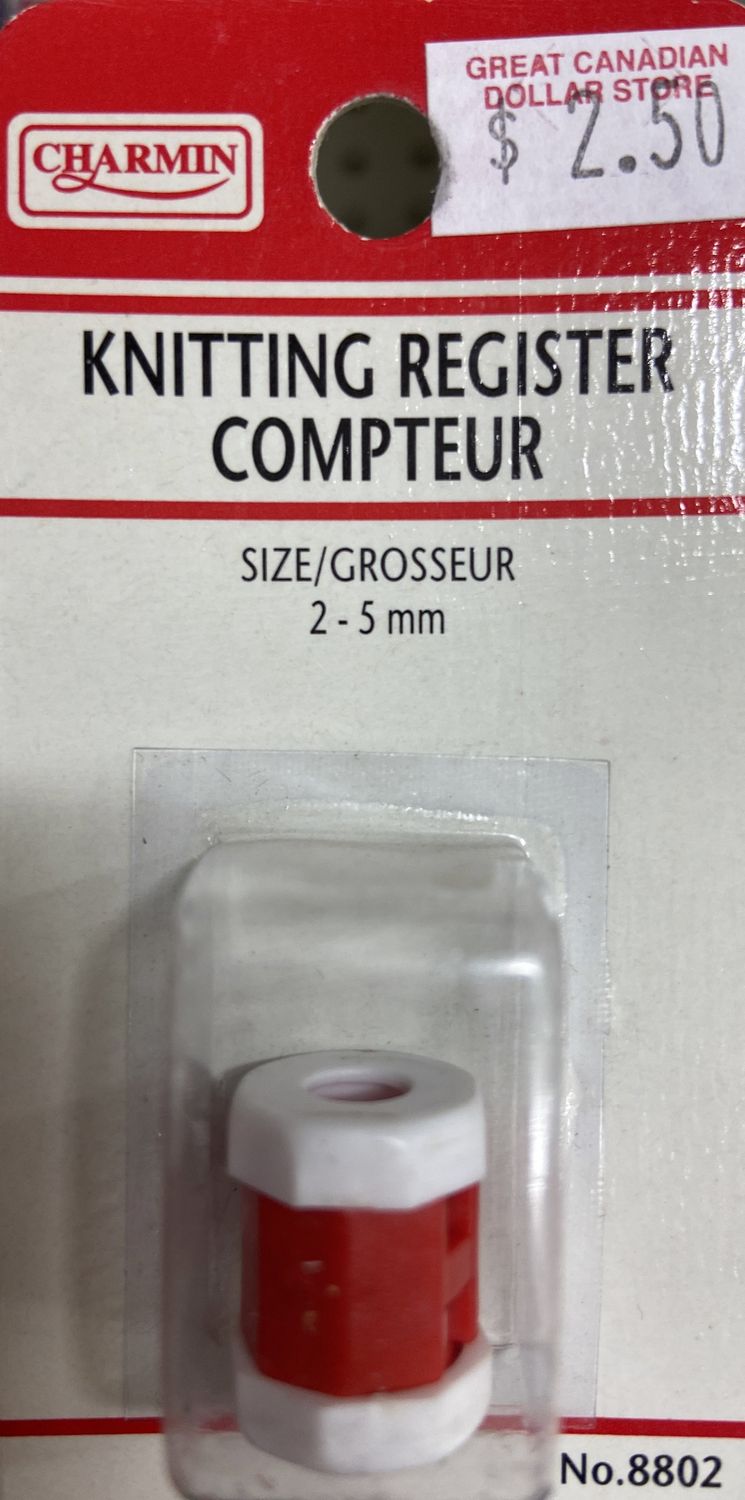 GREAT CANADIAN
DOLLAR STORE
$ 2.50
CHARMIN
KNITTING REGISTER
COMPTEUR
SIZE/GROSSEUR
2 - 5 mm
No.8802